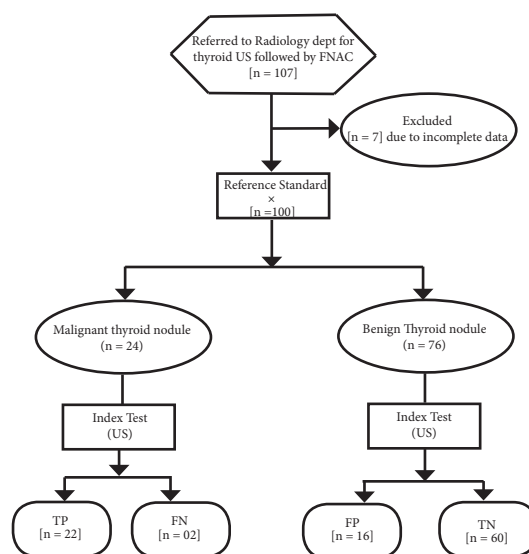 Referred to Radiology dept for
thyroid US followed by FNAC
[n = 107]
Excluded
[n = 7] due to incomplete data
Reference Standard
×
[n =100]
Malignant thyroid nodule
(n = 24)
Benign Thyroid nodule
(n = 76)
Index Test
(US)
Index Test
(US)
TP
[n = 22]
FN
[n = 02]
FP
[n = 16]
TN
[n = 60]